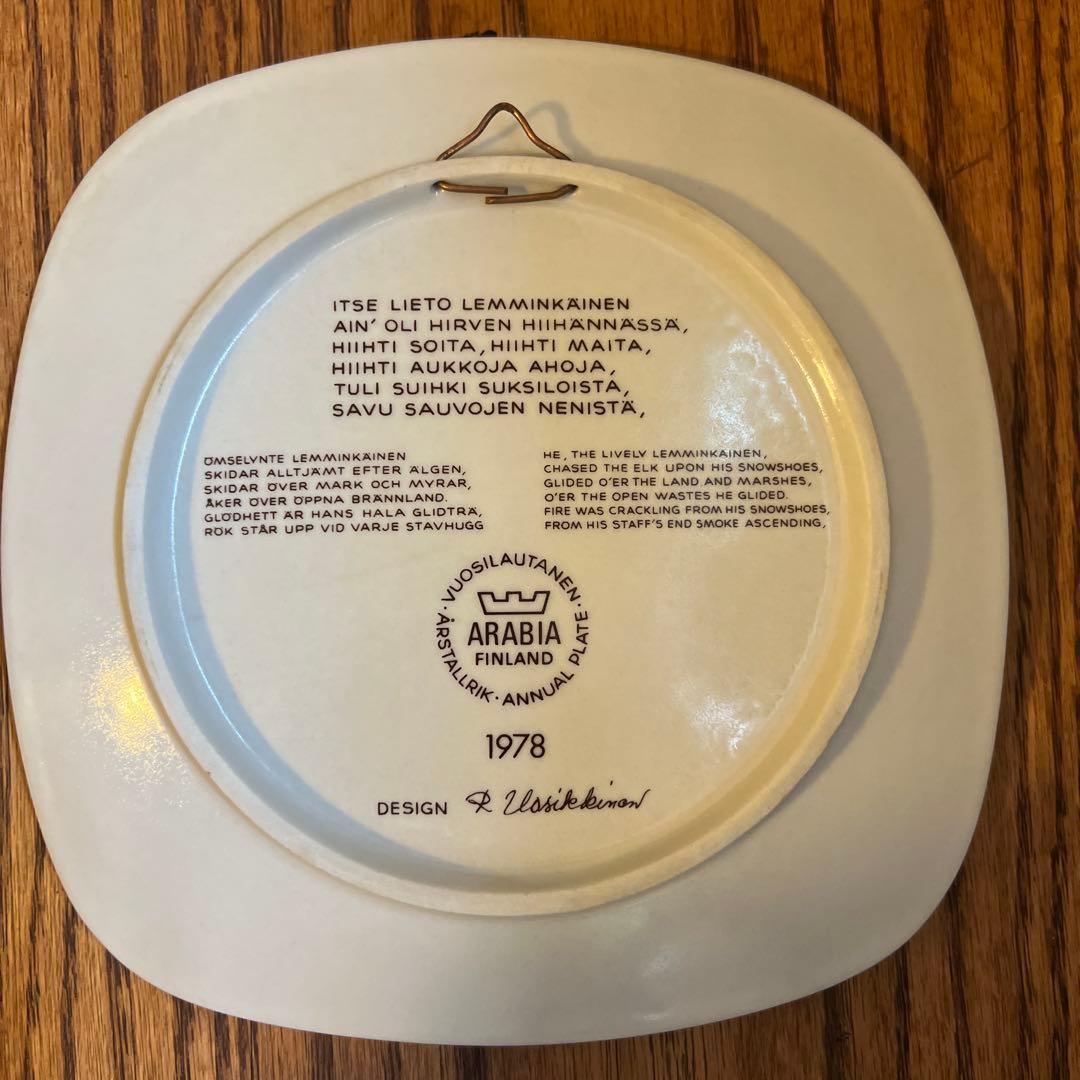 ITSE LIETO LEMMINKÄINEN
AIN' OLI HIRVEN HIIHÄNNÄSSÄ,
HIIHTI SOITA, HIIHTI MAITA,
HIIHTI AUKKOJA AHOJA,
TULI SUIHKI SUKSILOISTA,
SAVU SAUVOJEN NENISTÄ,
ÖMSELYNTE LEMMINKÄINEN
SKIDAR ALLTJÄMT EFTER ÄLGEN,
SKIDAR ÖVER MARK OCH MYRAR,
ÅKER ÖVER ÖPPNA BRÄNNLAND.
GLÖDHETT ÄR HANS HALA GLIDTRÄ,
RÖK STÅR UPP VID VARJE STAVHUGG
HE, THE LIVELY LEMMINKAINEN,
CHASED THE ELK UPON HIS SNOWSHOES,
GLIDED O'ER THE LAND AND MARSHES,
O'ER THE OPEN WASTES HE GLIDED.
FIRE WAS CRACKLING FROM HIS SNOWSHOES,
FROM HIS STAFF'S END SMOKE ASCENDING,
· VUOSILAUTANEN · ANNUAL PLATE · ÅRSTALLRIK
ARABIA
FINLAND
1978
DESIGN R Uosikkinen